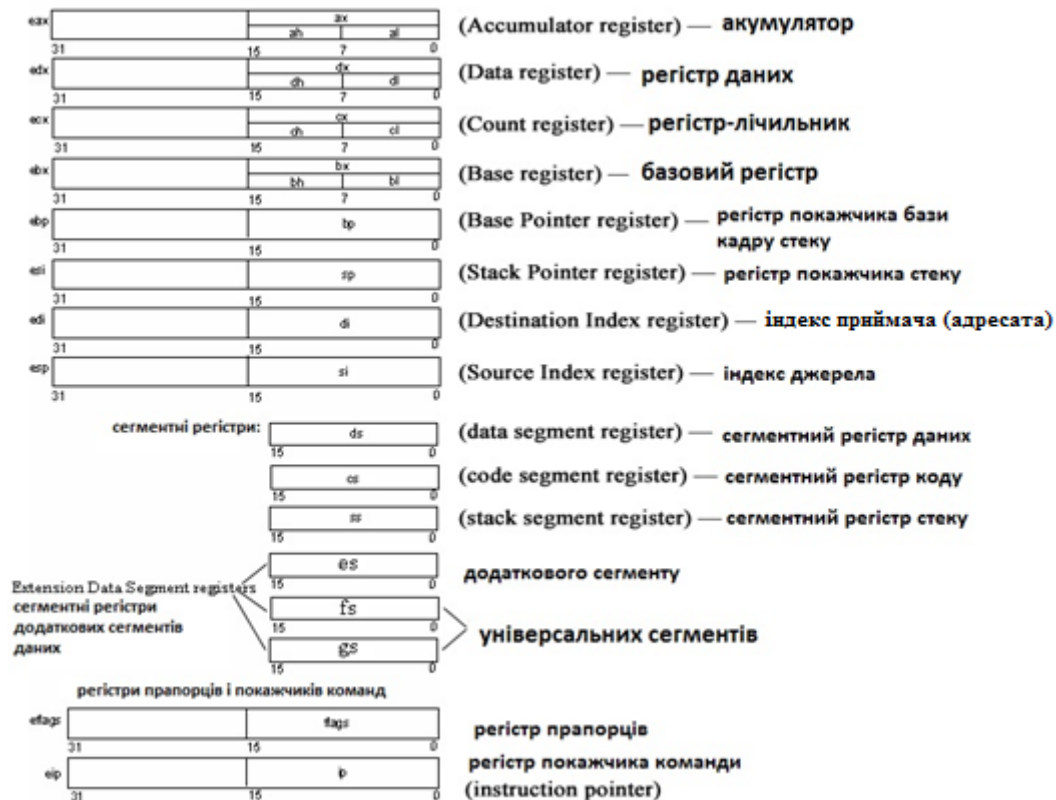 eax ax (Accumulator register) — акумулятор
ah al
31 15 7 0
edx dx (Data register) — регістр даних
dh dl
31 15 7 0
ecx cx (Count register) — регістр-лічильник
ch cl
31 15 7 0
ebx bx (Base register) — базовий регістр
bh bl
31 15 7 0
ebp bp (Base Pointer register) — регістр покажчика бази
кадру стеку
31 15 0
esi sp (Stack Pointer register) — регістр покажчика стеку
31 15 0
edi di (Destination Index register) — індекс приймача (адресата)
31 15 0
esp si (Source Index register) — індекс джерела
31 15 0
сегментні регістри: ds (data segment register) — сегментний регістр даних
15 0
cs (code segment register) — сегментний регістр коду
15 0
ss (stack segment register) — сегментний регістр стеку
15 0
es додаткового сегменту
15 0
Extension Data Segment registers
сегментні регістри
додаткових сегментів
даних
fs
15 0
універсальних сегментів
gs
15 0
регістри прапорців і покажчиків команд
eflags flags регістр прапорців
31 15 0
eip ip регістр покажчика команди
(instruction pointer)
31 15 0